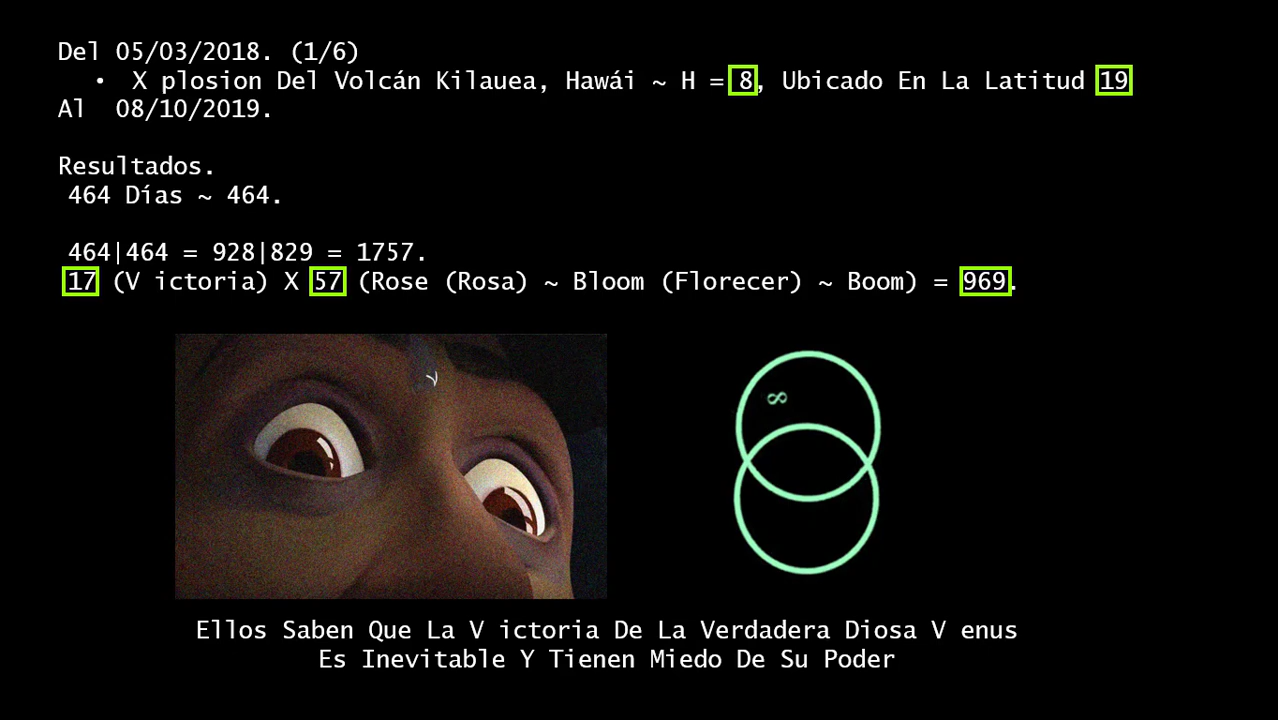 Del 05/03/2018. (1/6)
• X plosion Del Volcán Kilauea, Hawái ~ H = 8, Ubicado En La Latitud 19
Al 08/10/2019.
Resultados.
464 Días ~ 464.
464|464 = 928|829 = 1757.
17 (V ictoria) X 57 (Rose (Rosa) ~ Bloom (Florecer) ~ Boom) = 969.
∞
Ellos Saben Que La V ictoria De La Verdadera Diosa V enus
Es Inevitable Y Tienen Miedo De Su Poder